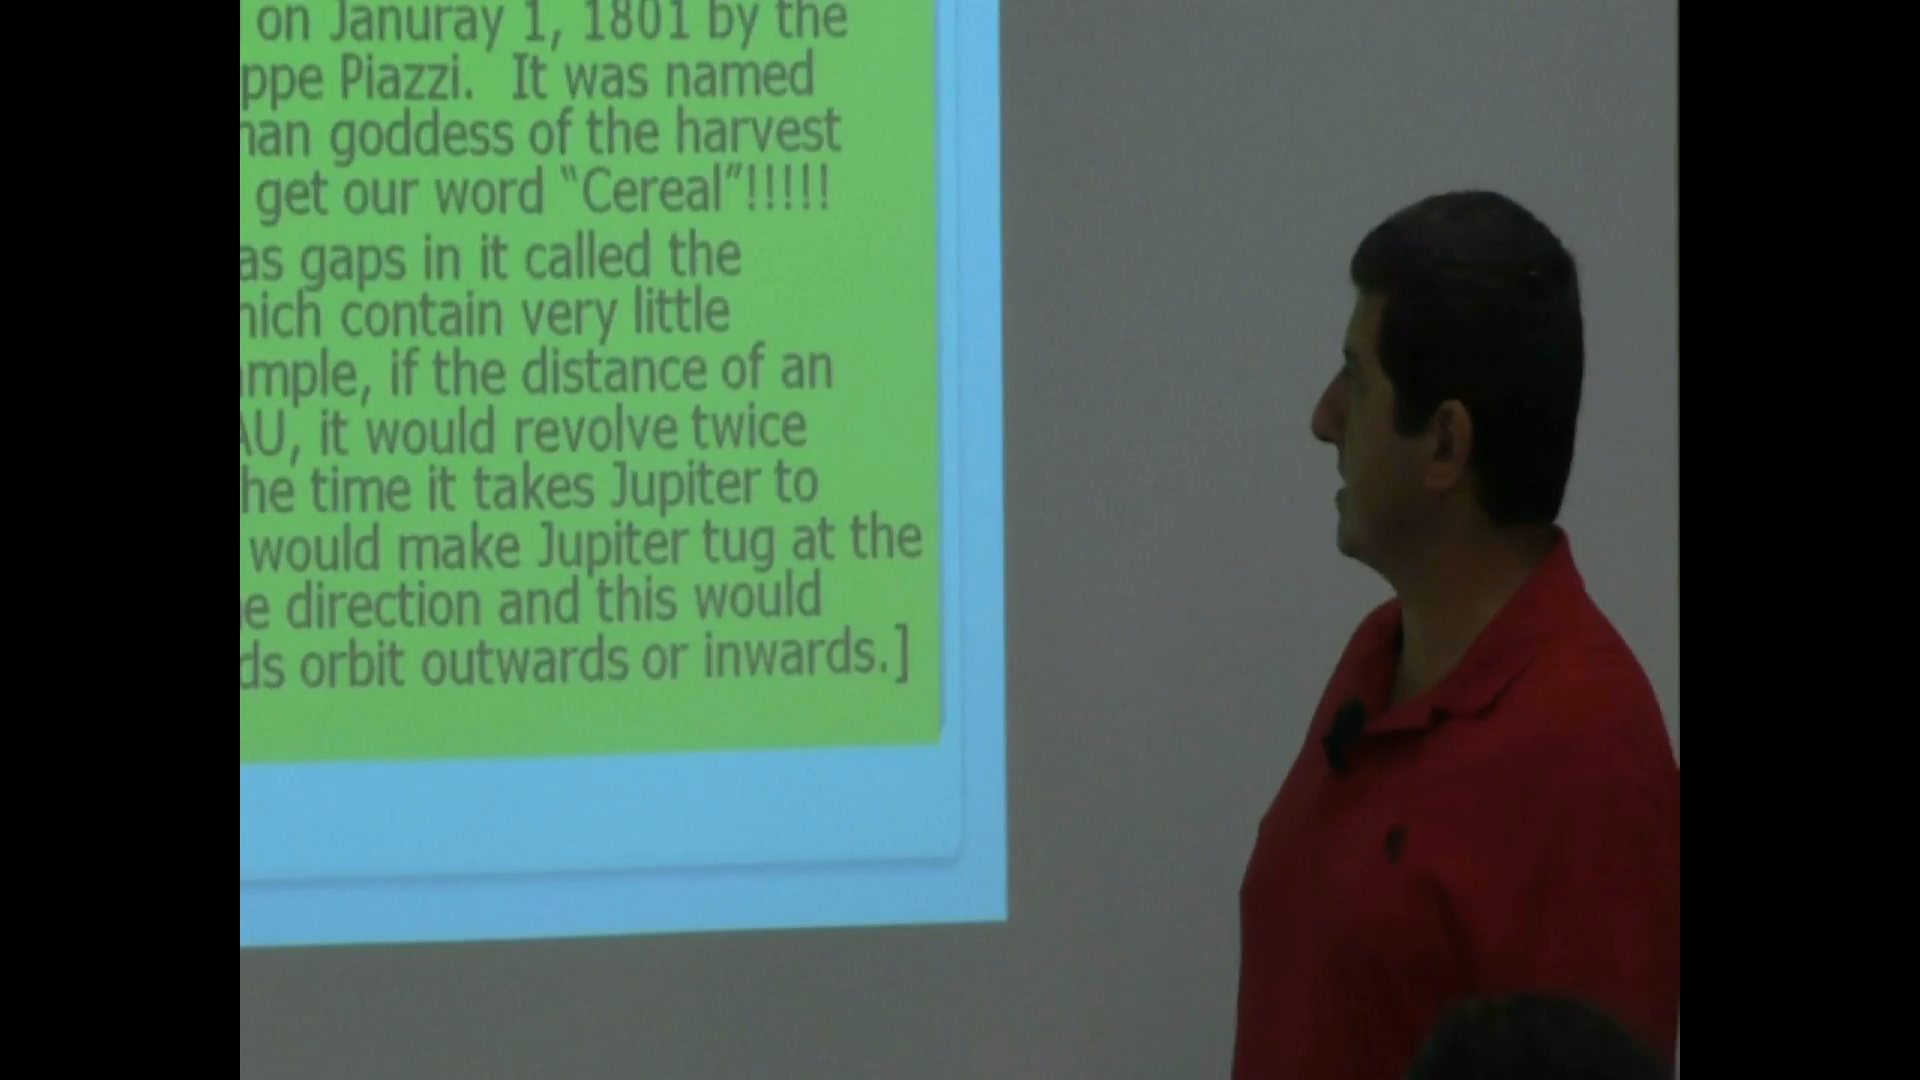 on Januray 1, 1801 by the
ppe Piazzi. It was named
man goddess of the harvest
get our word “Cereal”!!!!!
as gaps in it called the
hich contain very little
mple, if the distance of an
AU, it would revolve twice
he time it takes Jupiter to
would make Jupiter tug at the
e direction and this would
ds orbit outwards or inwards.]